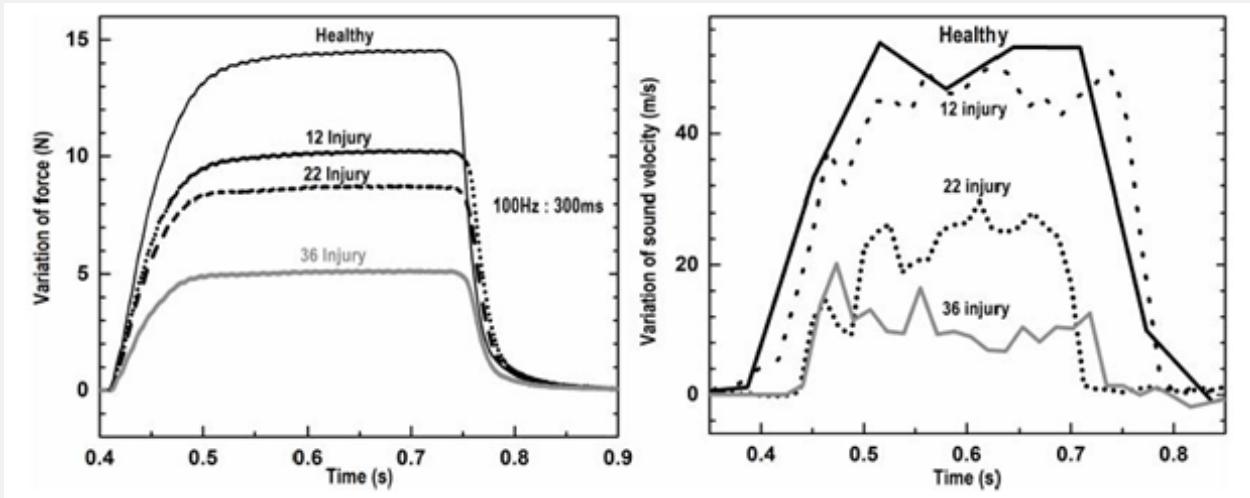 Variation of force (N)
15
10
5
0
Healthy
12 Injury
22 Injury
100Hz : 300ms
36 Injury
0.4 0.5 0.6 0.7 0.8 0.9
Time (s)
Variation of sound velocity (m/s)
40
20
0
Healthy
12 injury
22 injury
36 injury
0.4 0.5 0.6 0.7 0.8
Time (s)